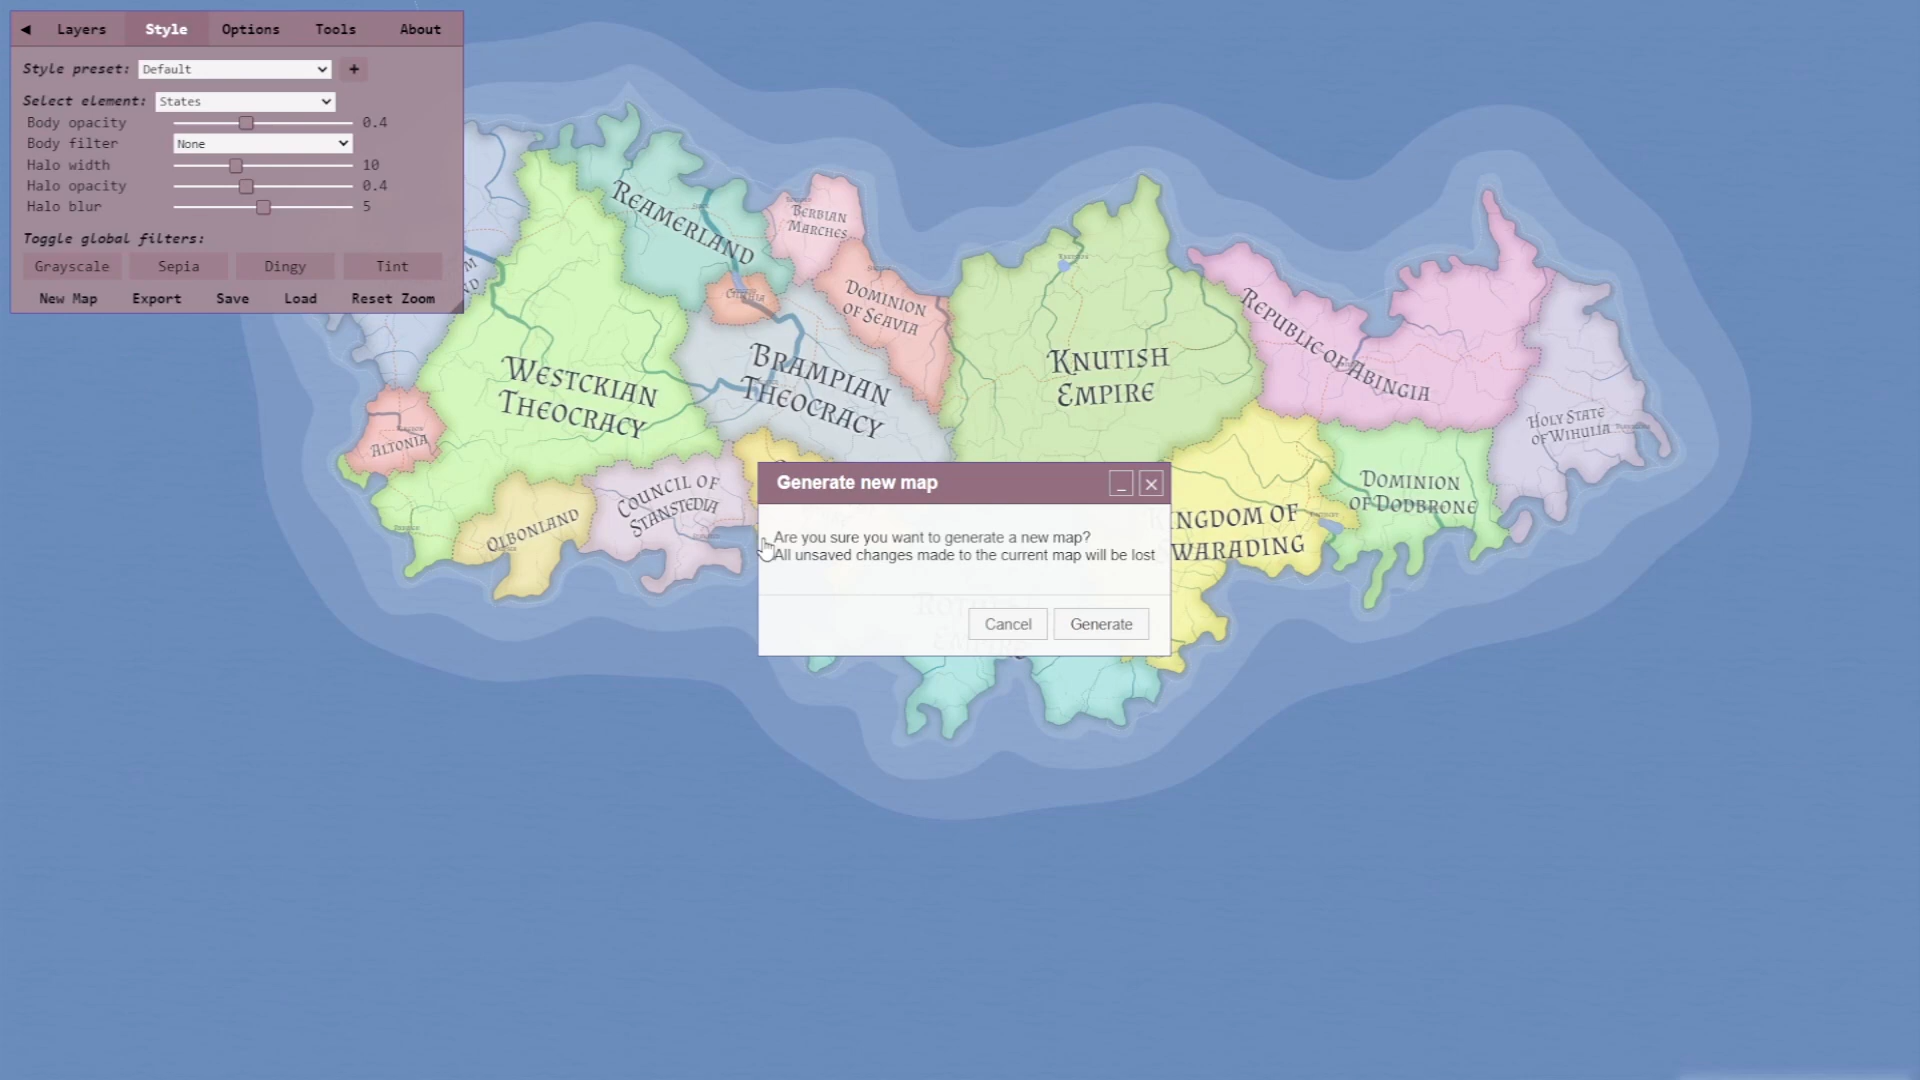 ◀ Layers Style Options Tools About
Style preset: Default +
Select element: States
Body opacity 0.4
Body filter None
Halo width 10
Halo opacity 0.4
Halo blur 5
Toggle global filters:
Grayscale Sepia Dingy Tint
New Map Export Save Load Reset Zoom
Reamerland
Berbian
Marches
Dominion
of Seavia
Westckian
Theocracy
Brampian
Theocracy
Knutish
Empire
Republic of Abingia
Holy State
of Wihulia
Altonia
Council of
Stanstedia
Qibonland
Dominion
of Dodbrone
ngdom of
warading
Generate new map
Are you sure you want to generate a new map?
All unsaved changes made to the current map will be lost
Cancel Generate